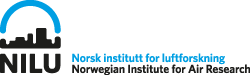 NILU
Norsk institutt for luftforskning
Norwegian Institute for Air Research